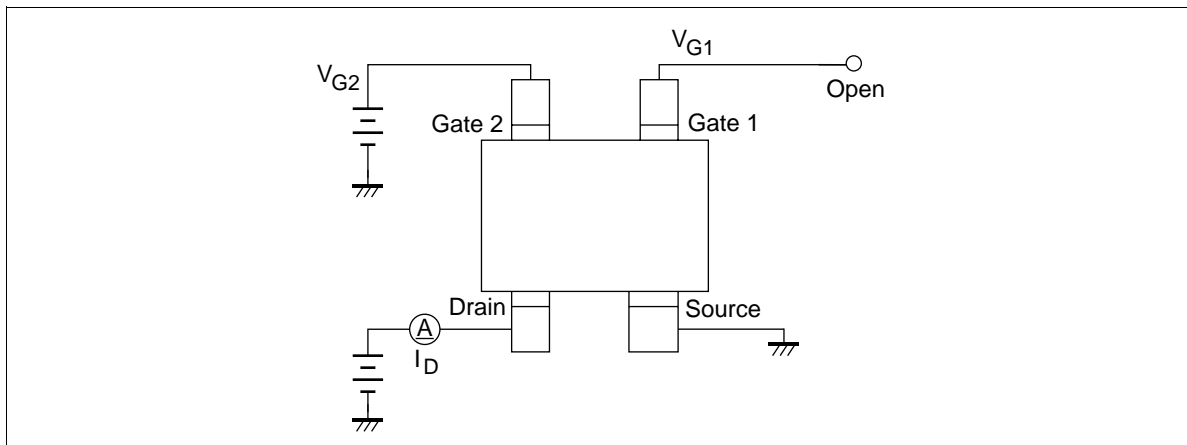 VG1
VG2
Open
Gate 2
Gate 1
Drain
Source
A
ID